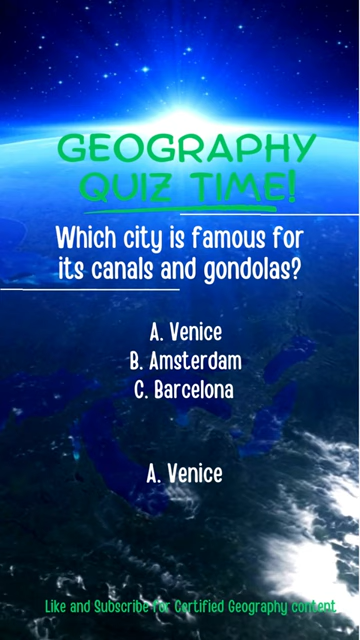 GEOGRAPHY
QUIZ TIME!
Which city is famous for
its canals and gondolas?
A. Venice
B. Amsterdam
C. Barcelona
A. Venice
Like and Subscribe for Certified Geography content